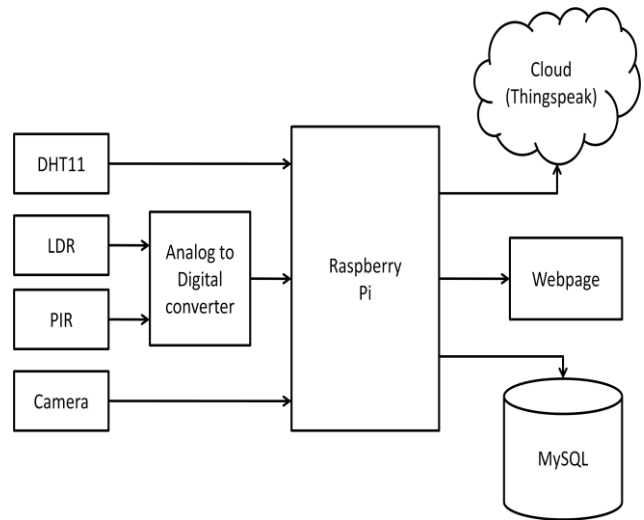 Cloud
(Thingspeak)
DHT11
LDR
Analog to
Digital
converter
PIR
Camera
Raspberry
Pi
Webpage
MySQL